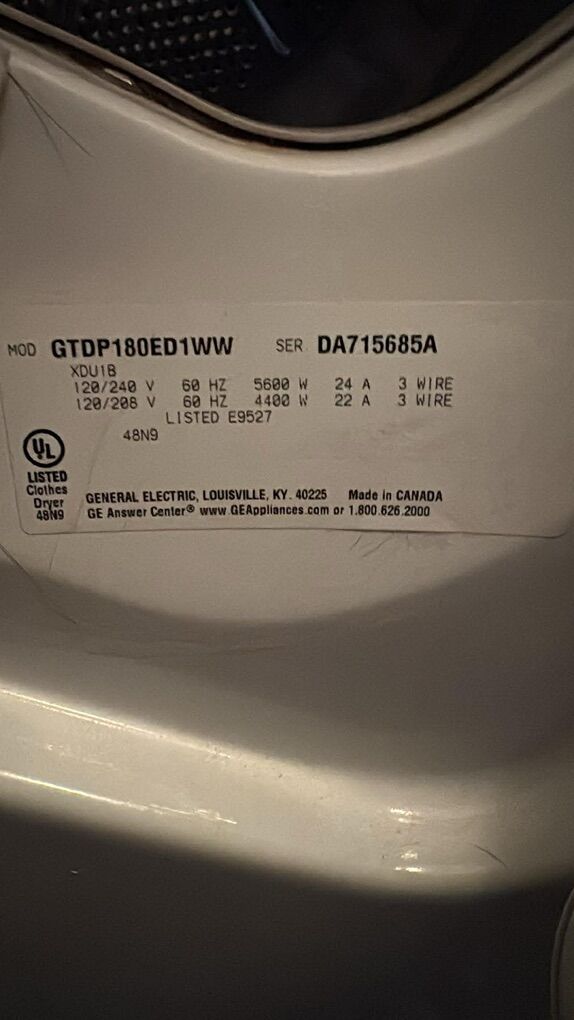 MOD GTDP180ED1WW SER DA715685A
XDU1B
120/240 V 60 HZ 5600 W 24 A 3 WIRE
120/208 V 60 HZ 4400 W 22 A 3 WIRE
LISTED E9527
48N9
UL
LISTED
Clothes
Dryer
48N9
GENERAL ELECTRIC, LOUISVILLE, KY. 40225 Made in CANADA
GE Answer Center® www.GEAppliances.com or 1.800.626.2000